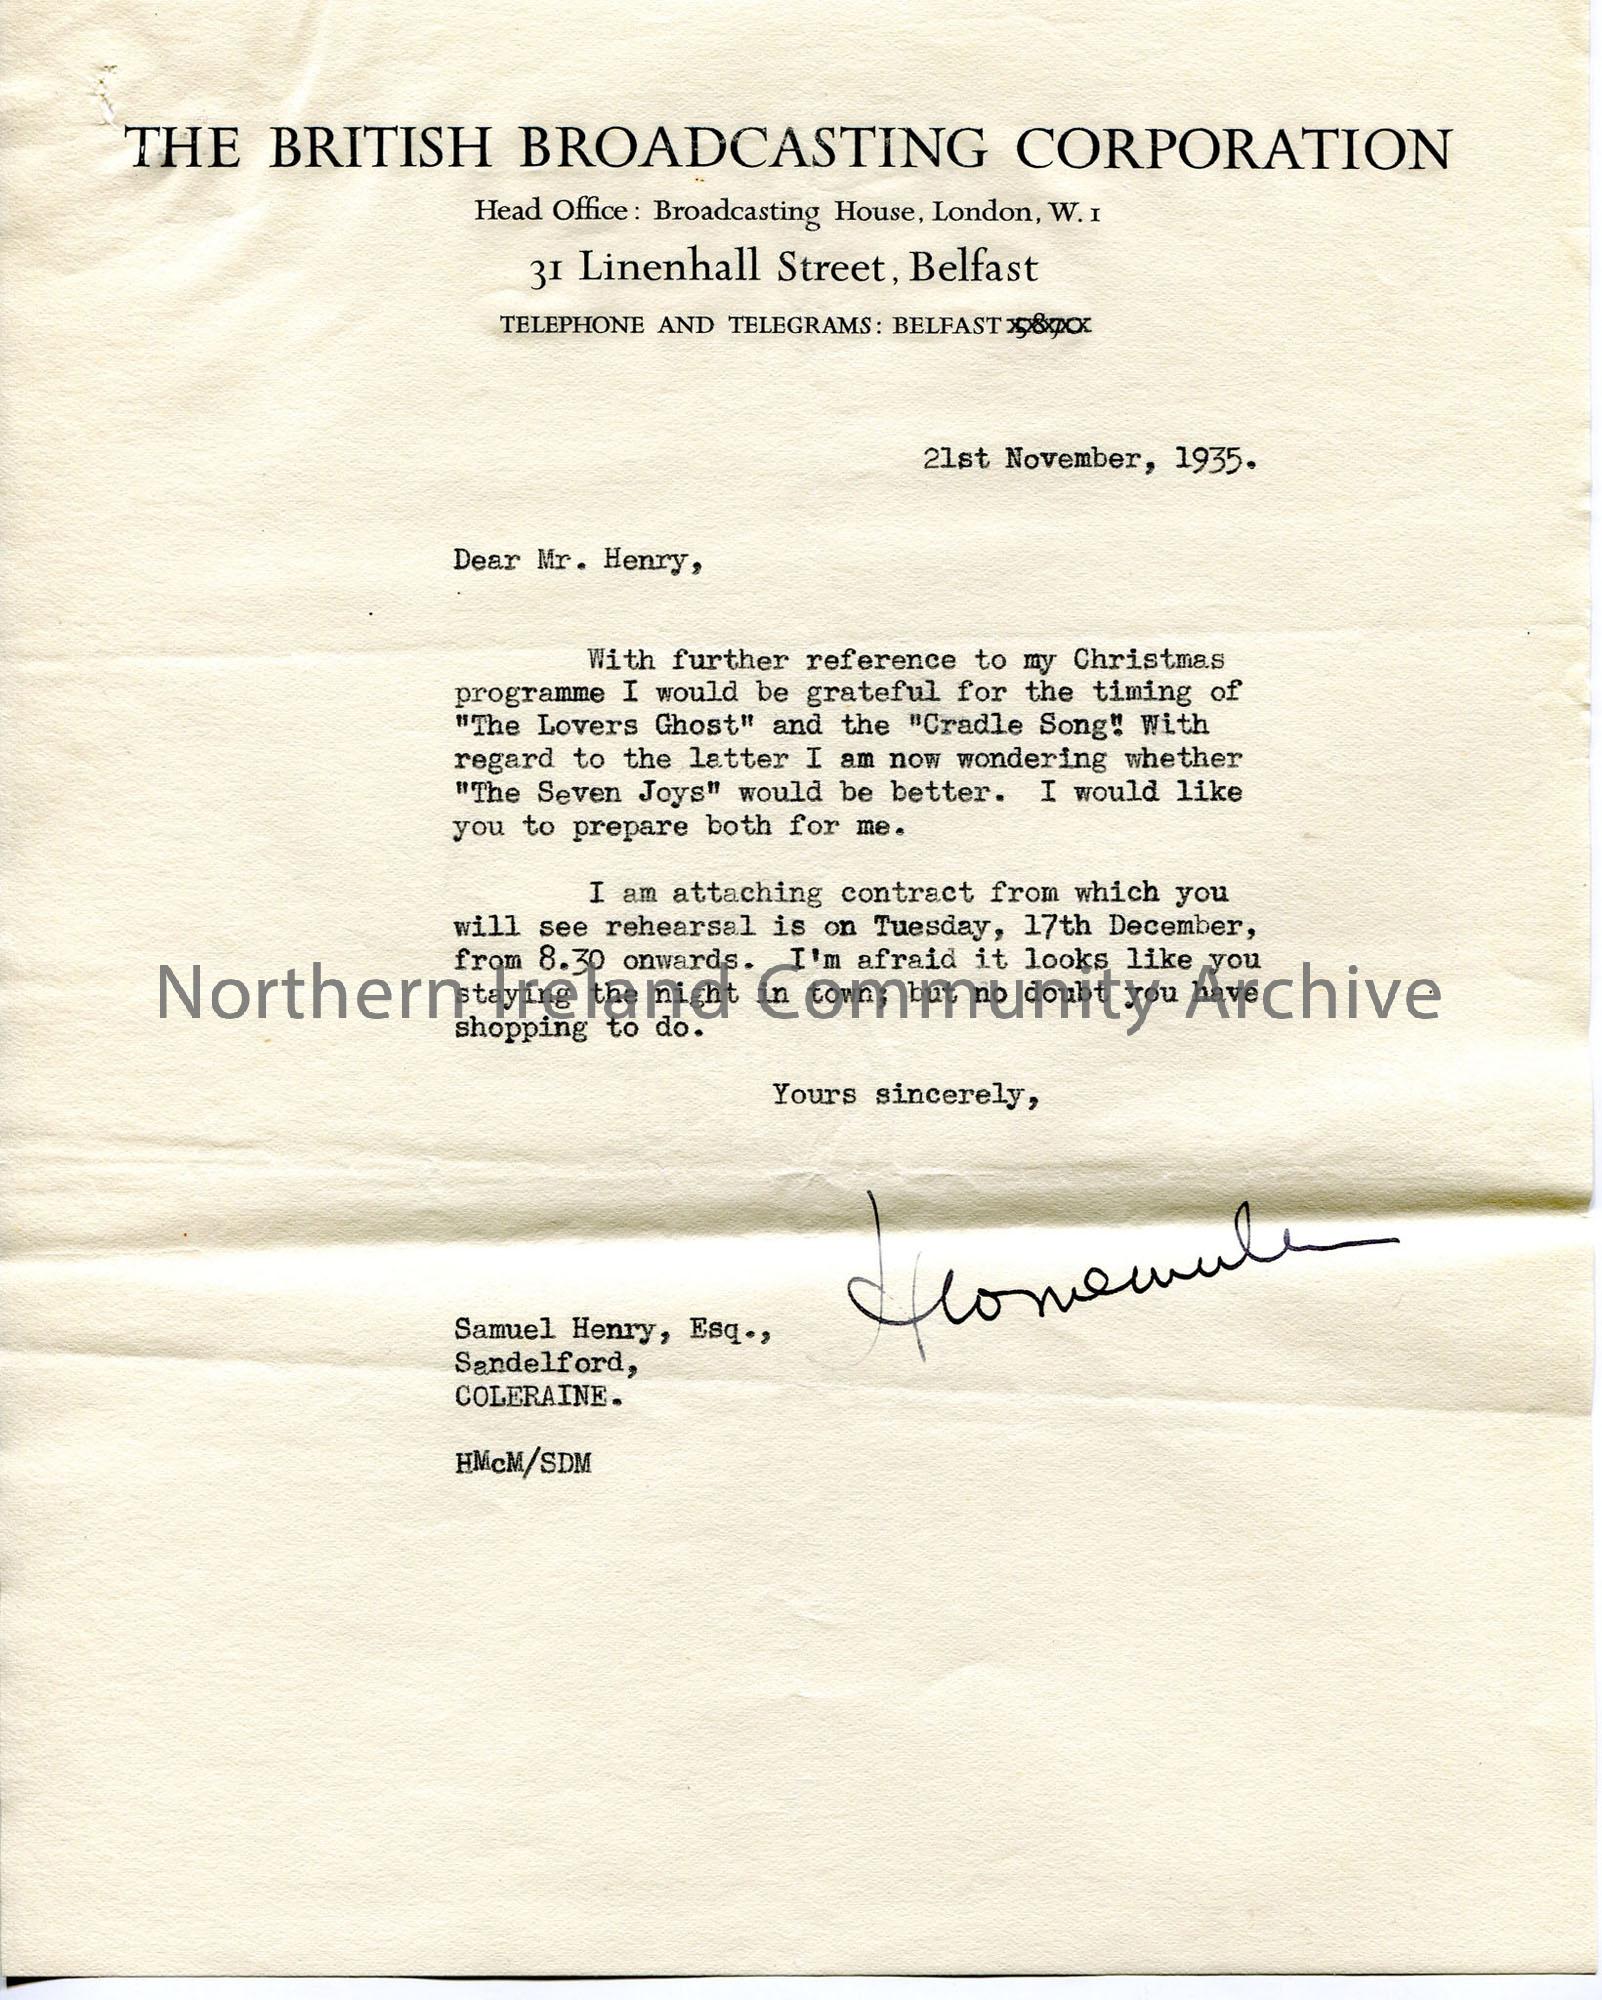 THE BRITISH BROADCASTING CORPORATION
Head Office: Broadcasting House, London, W.1
31 Linenhall Street, Belfast
TELEPHONE AND TELEGRAMS: BELFAST
21st November, 1935.
Dear Mr. Henry,
With further reference to my Christmas
programme I would be grateful for the timing of
"The Lovers Ghost" and the "Cradle Song". With
regard to the latter I am now wondering whether
"The Seven Joys" would be better. I would like
you to prepare both for me.
I am attaching contract from which you
will see rehearsal is on Tuesday, 17th December,
from 8.30 onwards. I'm afraid it looks like you
staying the night in town; but no doubt you have
shopping to do.
Northern Ireland Community Archive
Yours sincerely,
Samuel Henry, Esq.,
Sandelford,
COLERAINE.
HMcM/SDM